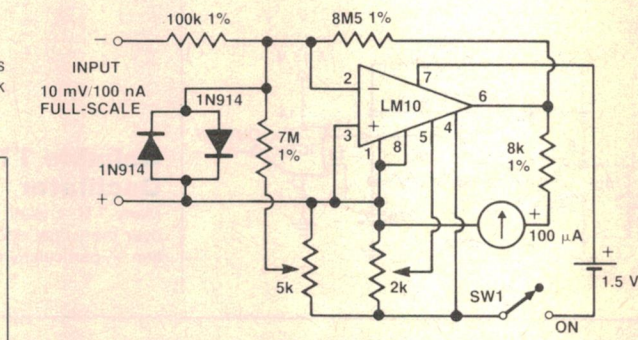 s
k
100k 1%
8M5 1%
−
INPUT
10 mV/100 nA
FULL-SCALE
1N914
1N914
+
7M
1%
2
−
3
+
LM10
7
6
1
8
5
4
8k
1%
+
100 μA
5k
2k
SW1
ON
+
1.5 V